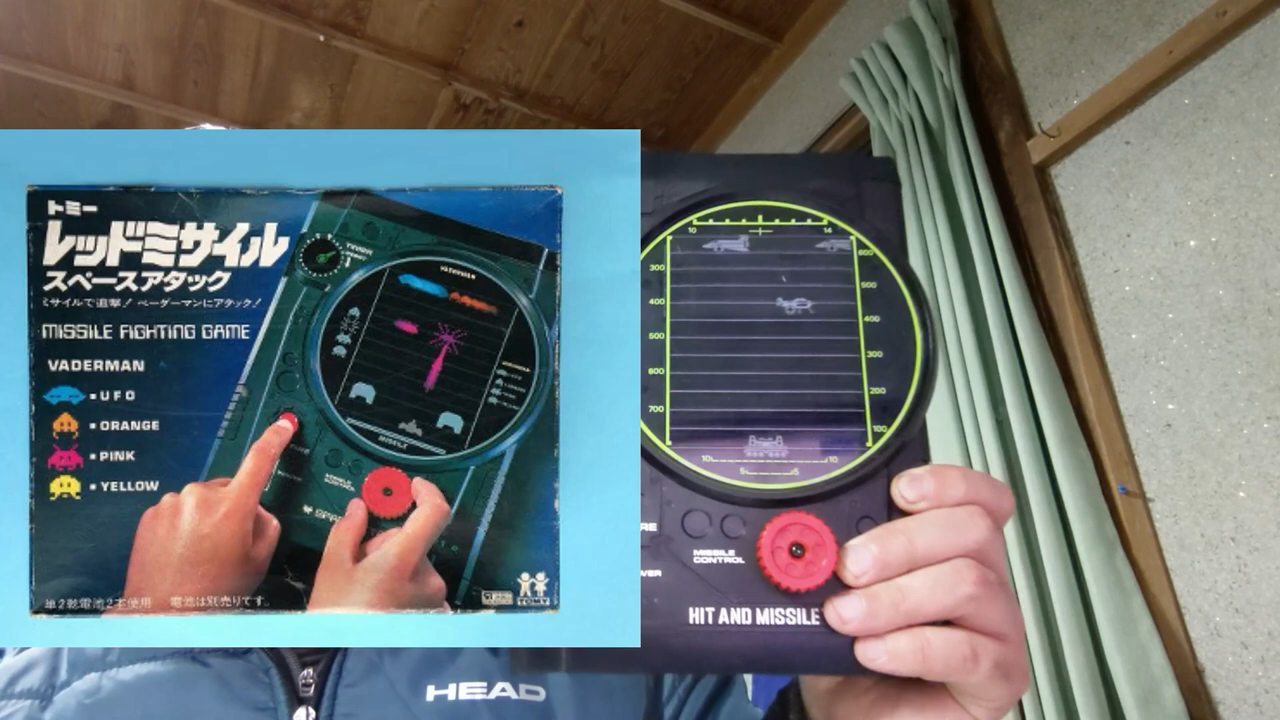 トミー
レッドミサイル
スペースアタック
ミサイルで追撃! ベーダーマンにアタック!
MISSILE FIGHTING GAME
VADERMAN
UFO
ORANGE
PINK
YELLOW
単2乾電池2本使用 電池は別売りです。
TOMY
VADERMAN
MISSILE
10 14
300
400
500
600
700
600
500
400
300
200
100
10 10
5 5
MISSILE
CONTROL
HIT AND MISSILE
HEAD